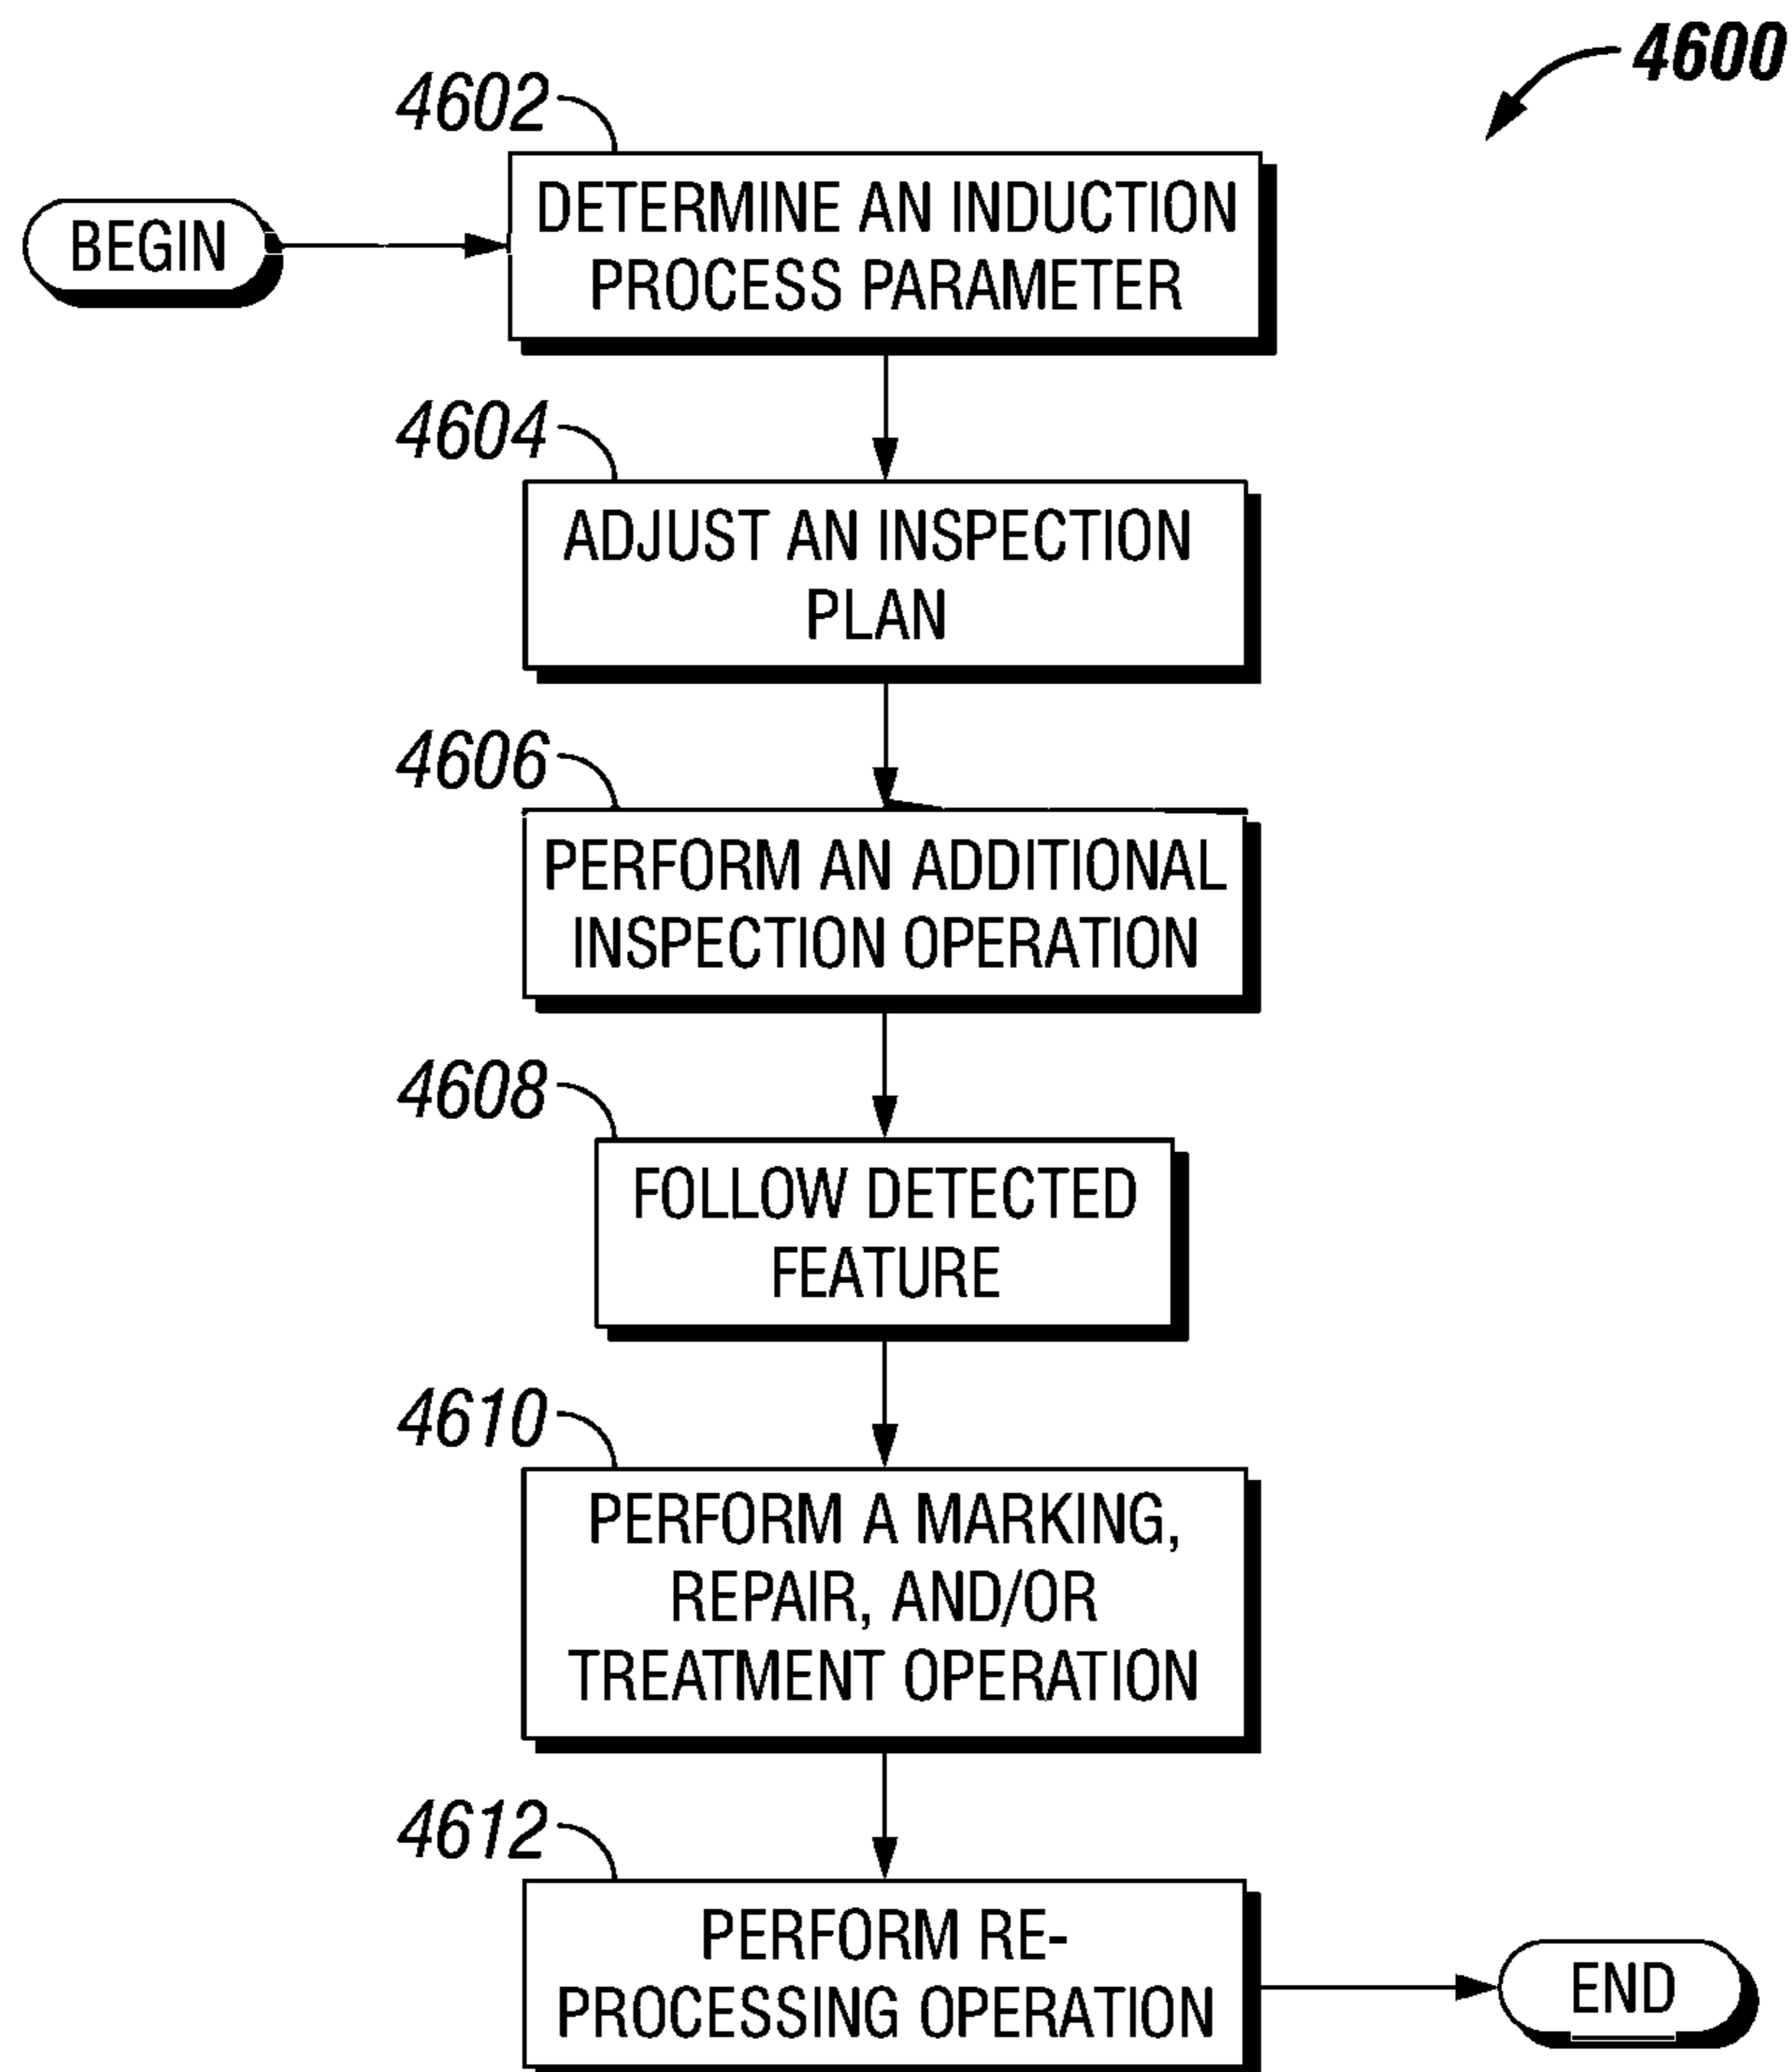 4600
4602
BEGIN
DETERMINE AN INDUCTION
PROCESS PARAMETER
4604
ADJUST AN INSPECTION
PLAN
4606
PERFORM AN ADDITIONAL
INSPECTION OPERATION
4608
FOLLOW DETECTED
FEATURE
4610
PERFORM A MARKING,
REPAIR, AND/OR
TREATMENT OPERATION
4612
PERFORM RE-
PROCESSING OPERATION
END